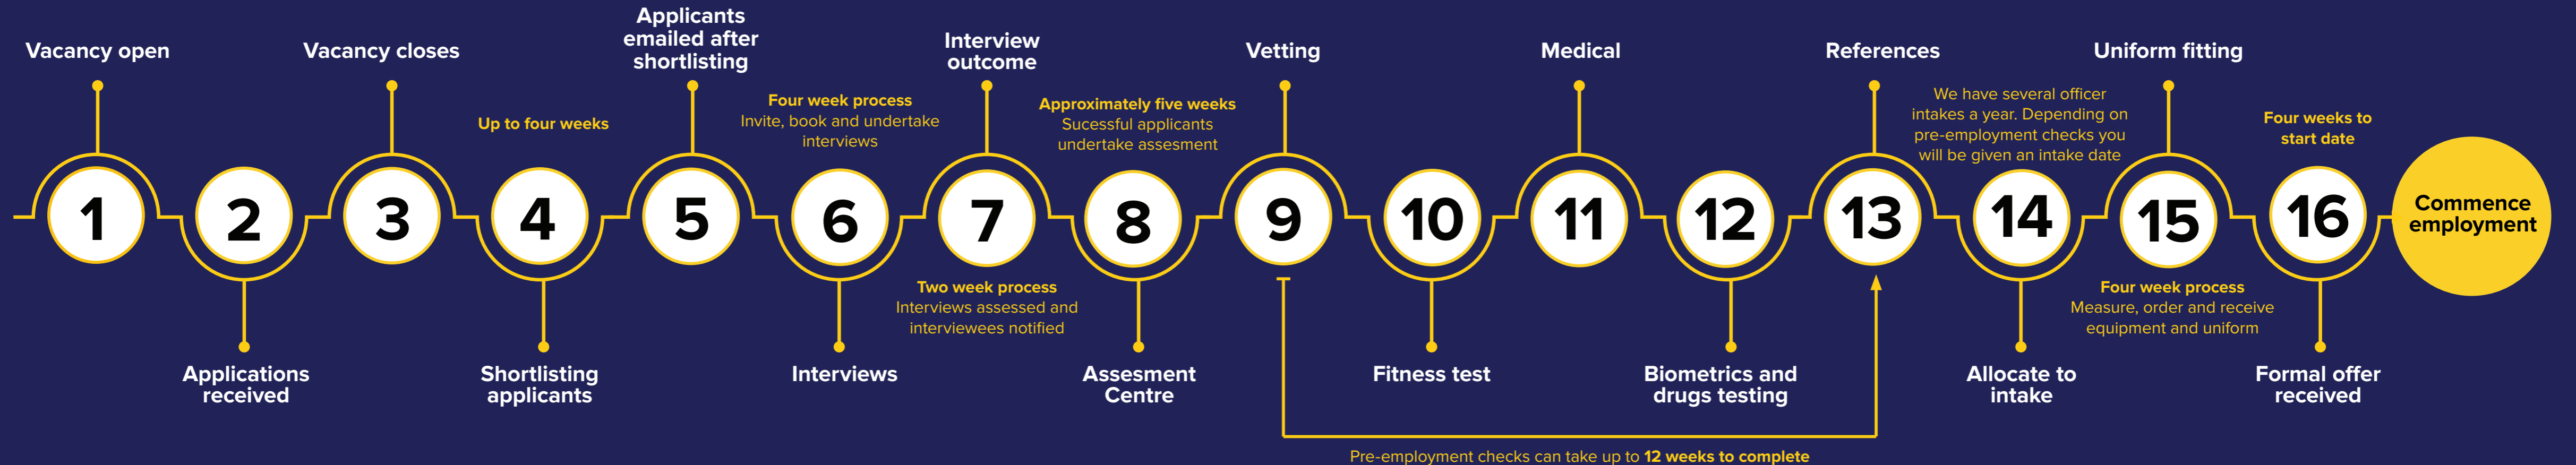 Vacancy open
1
2
Applications
received
Vacancy closes
3
Up to four weeks
4
Shortlisting
applicants
Applicants
emailed after
shortlisting
5
Four week process
Invite, book and undertake
interviews
6
Interviews
Interview
outcome
7
Two week process
Interviews assessed and
interviewees notified
Approximately five weeks
Sucessful applicants
undertake assesment
8
Assesment
Centre
Vetting
9
10
Fitness test
Medical
11
12
Biometrics and
drugs testing
References
13
Pre-employment checks can take up to 12 weeks to complete
We have several officer
intakes a year. Depending on
pre-employment checks you
will be given an intake date
14
Allocate to
intake
Uniform fitting
15
Four week process
Measure, order and receive
equipment and uniform
Four weeks to
start date
16
Formal offer
received
Commence
employment